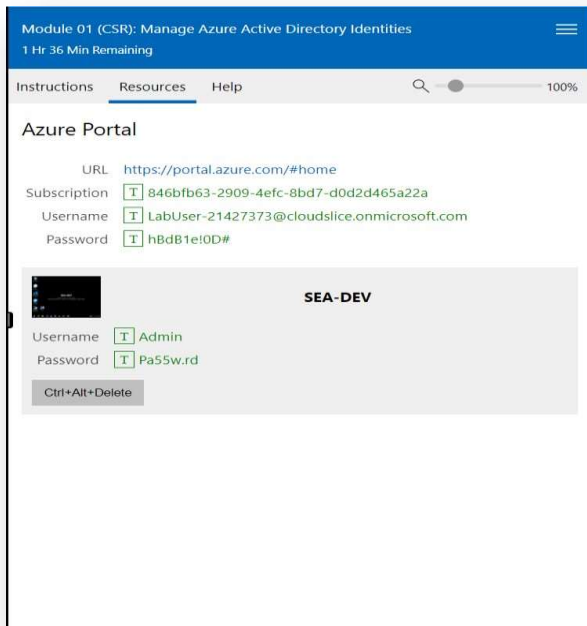 Module 01 (CSR): Manage Azure Active Directory Identities
1 Hr 36 Min Remaining
Instructions Resources Help 100%
Azure Portal
URL https://portal.azure.com/#home
Subscription T 846bfb63-2909-4efc-8bd7-d0d2d465a22a
Username T LabUser-21427373@cloudslice.onmicrosoft.com
Password T hBdB1e!0D#
SEA-DEV
Username T Admin
Password T Pa55w.rd
Ctrl+Alt+Delete